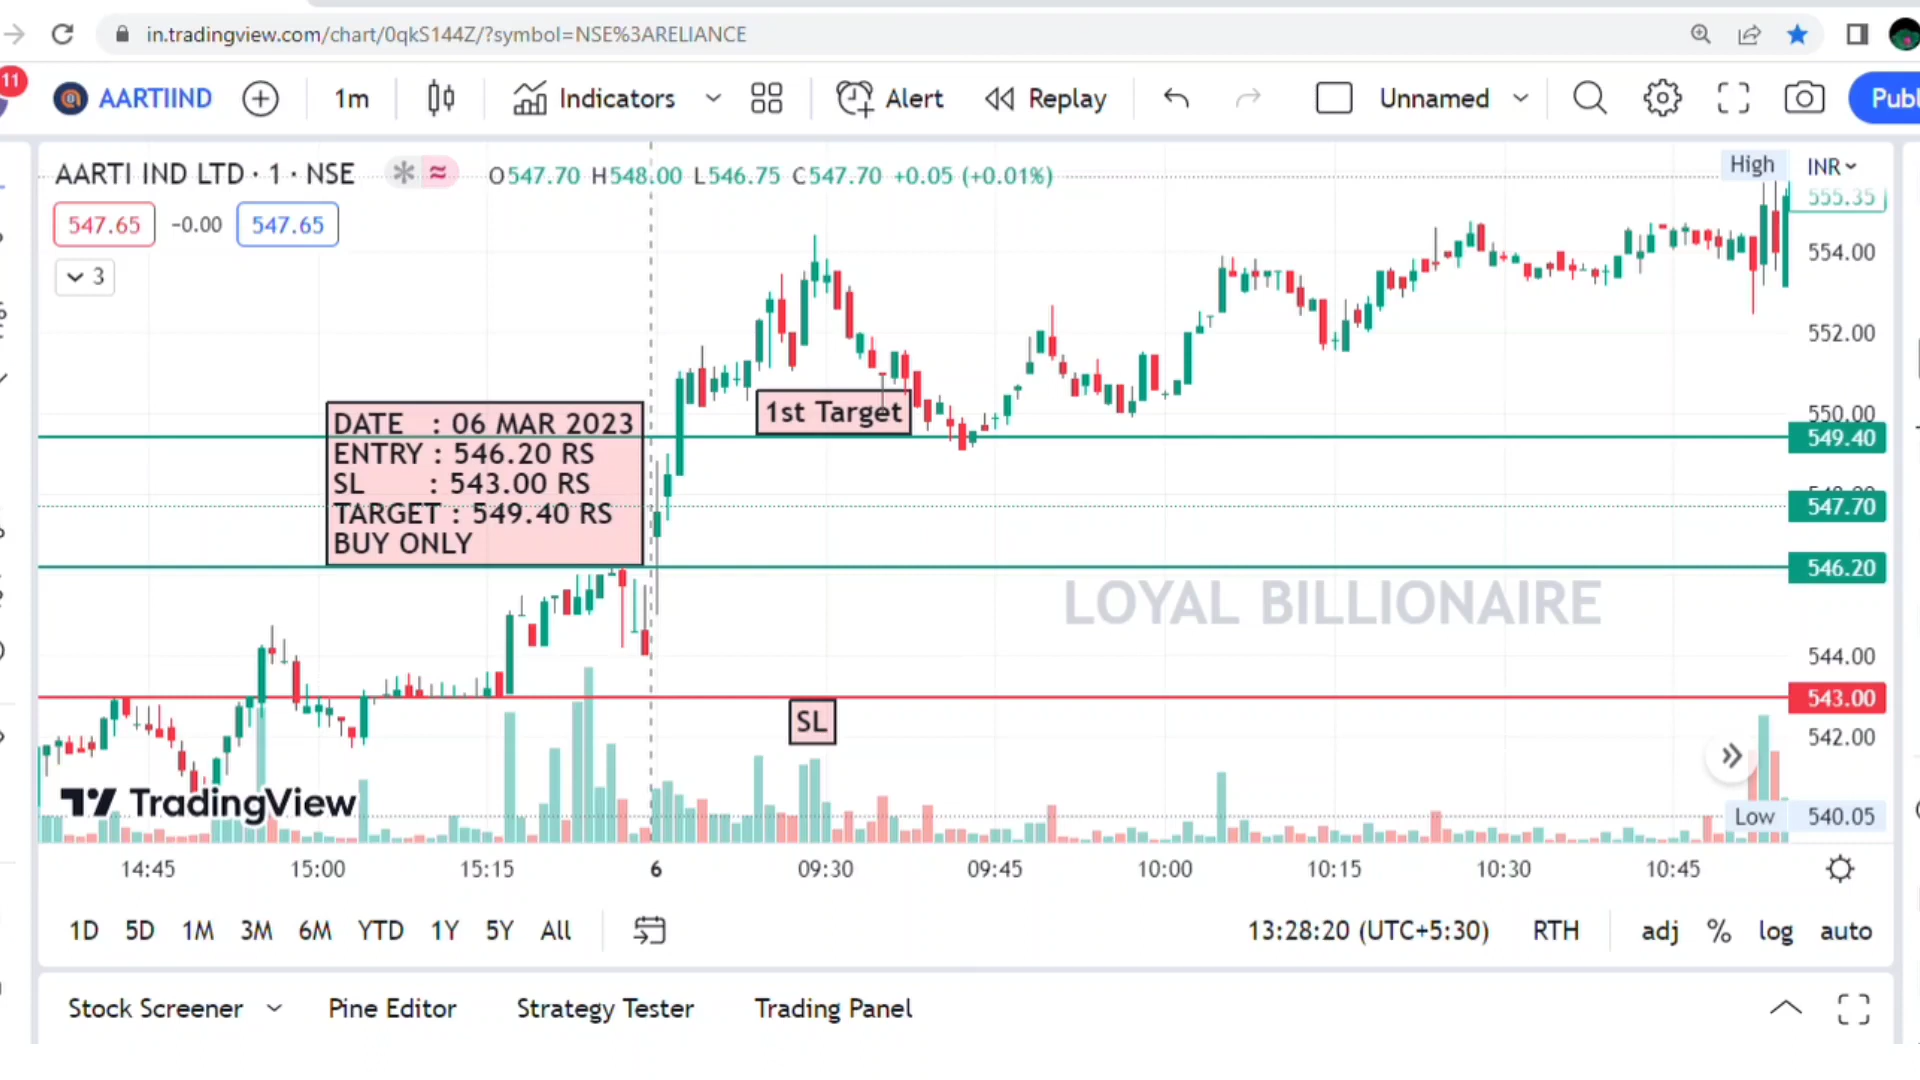 in.tradingview.com/chart/0qkS144Z/?symbol=NSE%3ARELIANCE
11 AARTIIND 1m Indicators Alert Replay Unnamed Publ
AARTI IND LTD · 1 · NSE O547.70 H548.00 L546.75 C547.70 +0.05 (+0.01%) High INR
555.35
547.65 −0.00 547.65
554.00
3
552.00
550.00
1st Target
DATE : 06 MAR 2023
549.40
ENTRY : 546.20 RS
SL : 543.00 RS
547.70
TARGET : 549.40 RS
BUY ONLY
546.20
LOYAL BILLIONAIRE
544.00
543.00
SL
542.00
TradingView
Low 540.05
14:45 15:00 15:15 6 09:30 09:45 10:00 10:15 10:30 10:45
1D 5D 1M 3M 6M YTD 1Y 5Y All 13:28:20 (UTC+5:30) RTH adj % log auto
Stock Screener Pine Editor Strategy Tester Trading Panel